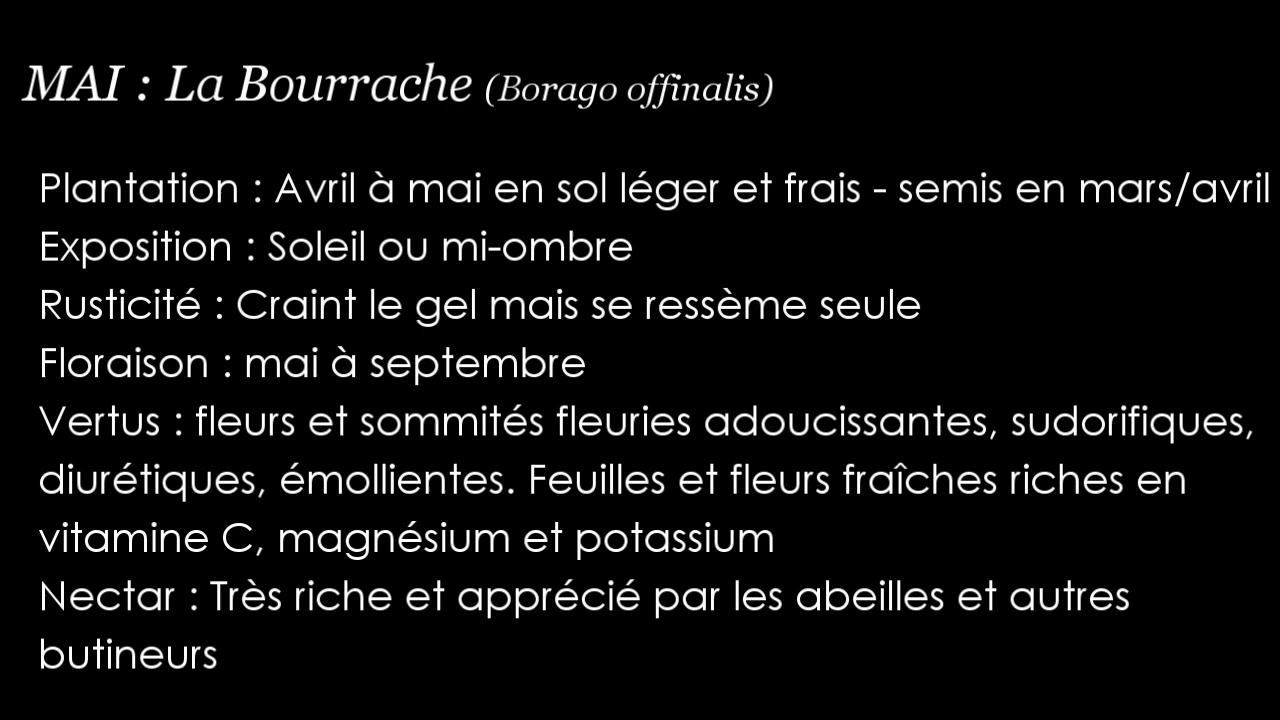 MAI : La Bourrache (Borago offinalis)
Plantation : Avril à mai en sol léger et frais - semis en mars/avril
Exposition : Soleil ou mi-ombre
Rusticité : Craint le gel mais se ressème seule
Floraison : mai à septembre
Vertus : fleurs et sommités fleuries adoucissantes, sudorifiques,
diurétiques, émollientes. Feuilles et fleurs fraîches riches en
vitamine C, magnésium et potassium
Nectar : Très riche et apprécié par les abeilles et autres
butineurs